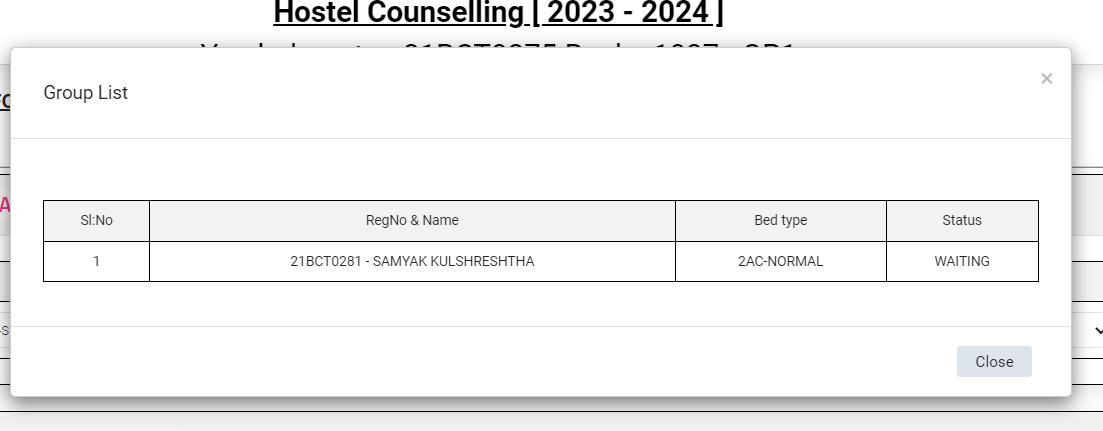 Hostel Counselling [ 2023 - 2024 ]
Group List
×
Sl:No RegNo & Name Bed type Status
1 21BCT0281 - SAMYAK KULSHRESHTHA 2AC-NORMAL WAITING
Close